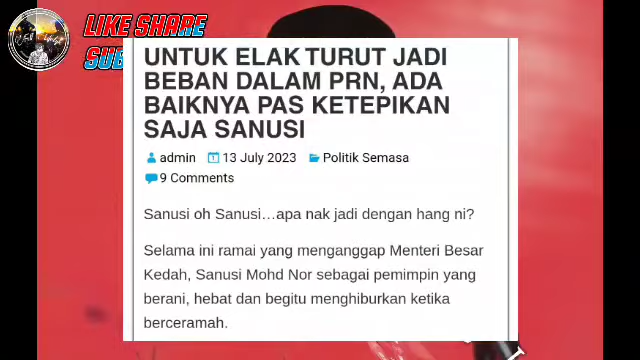 LIKE SHARE
UNTUK ELAK TURUT JADI
BEBAN DALAM PRN, ADA
BAIKNYA PAS KETEPIKAN
SAJA SANUSI
admin 13 July 2023 Politik Semasa
9 Comments
Sanusi oh Sanusi…apa nak jadi dengan hang ni?
Selama ini ramai yang menganggap Menteri Besar
Kedah, Sanusi Mohd Nor sebagai pemimpin yang
berani, hebat dan begitu menghiburkan ketika
berceramah.